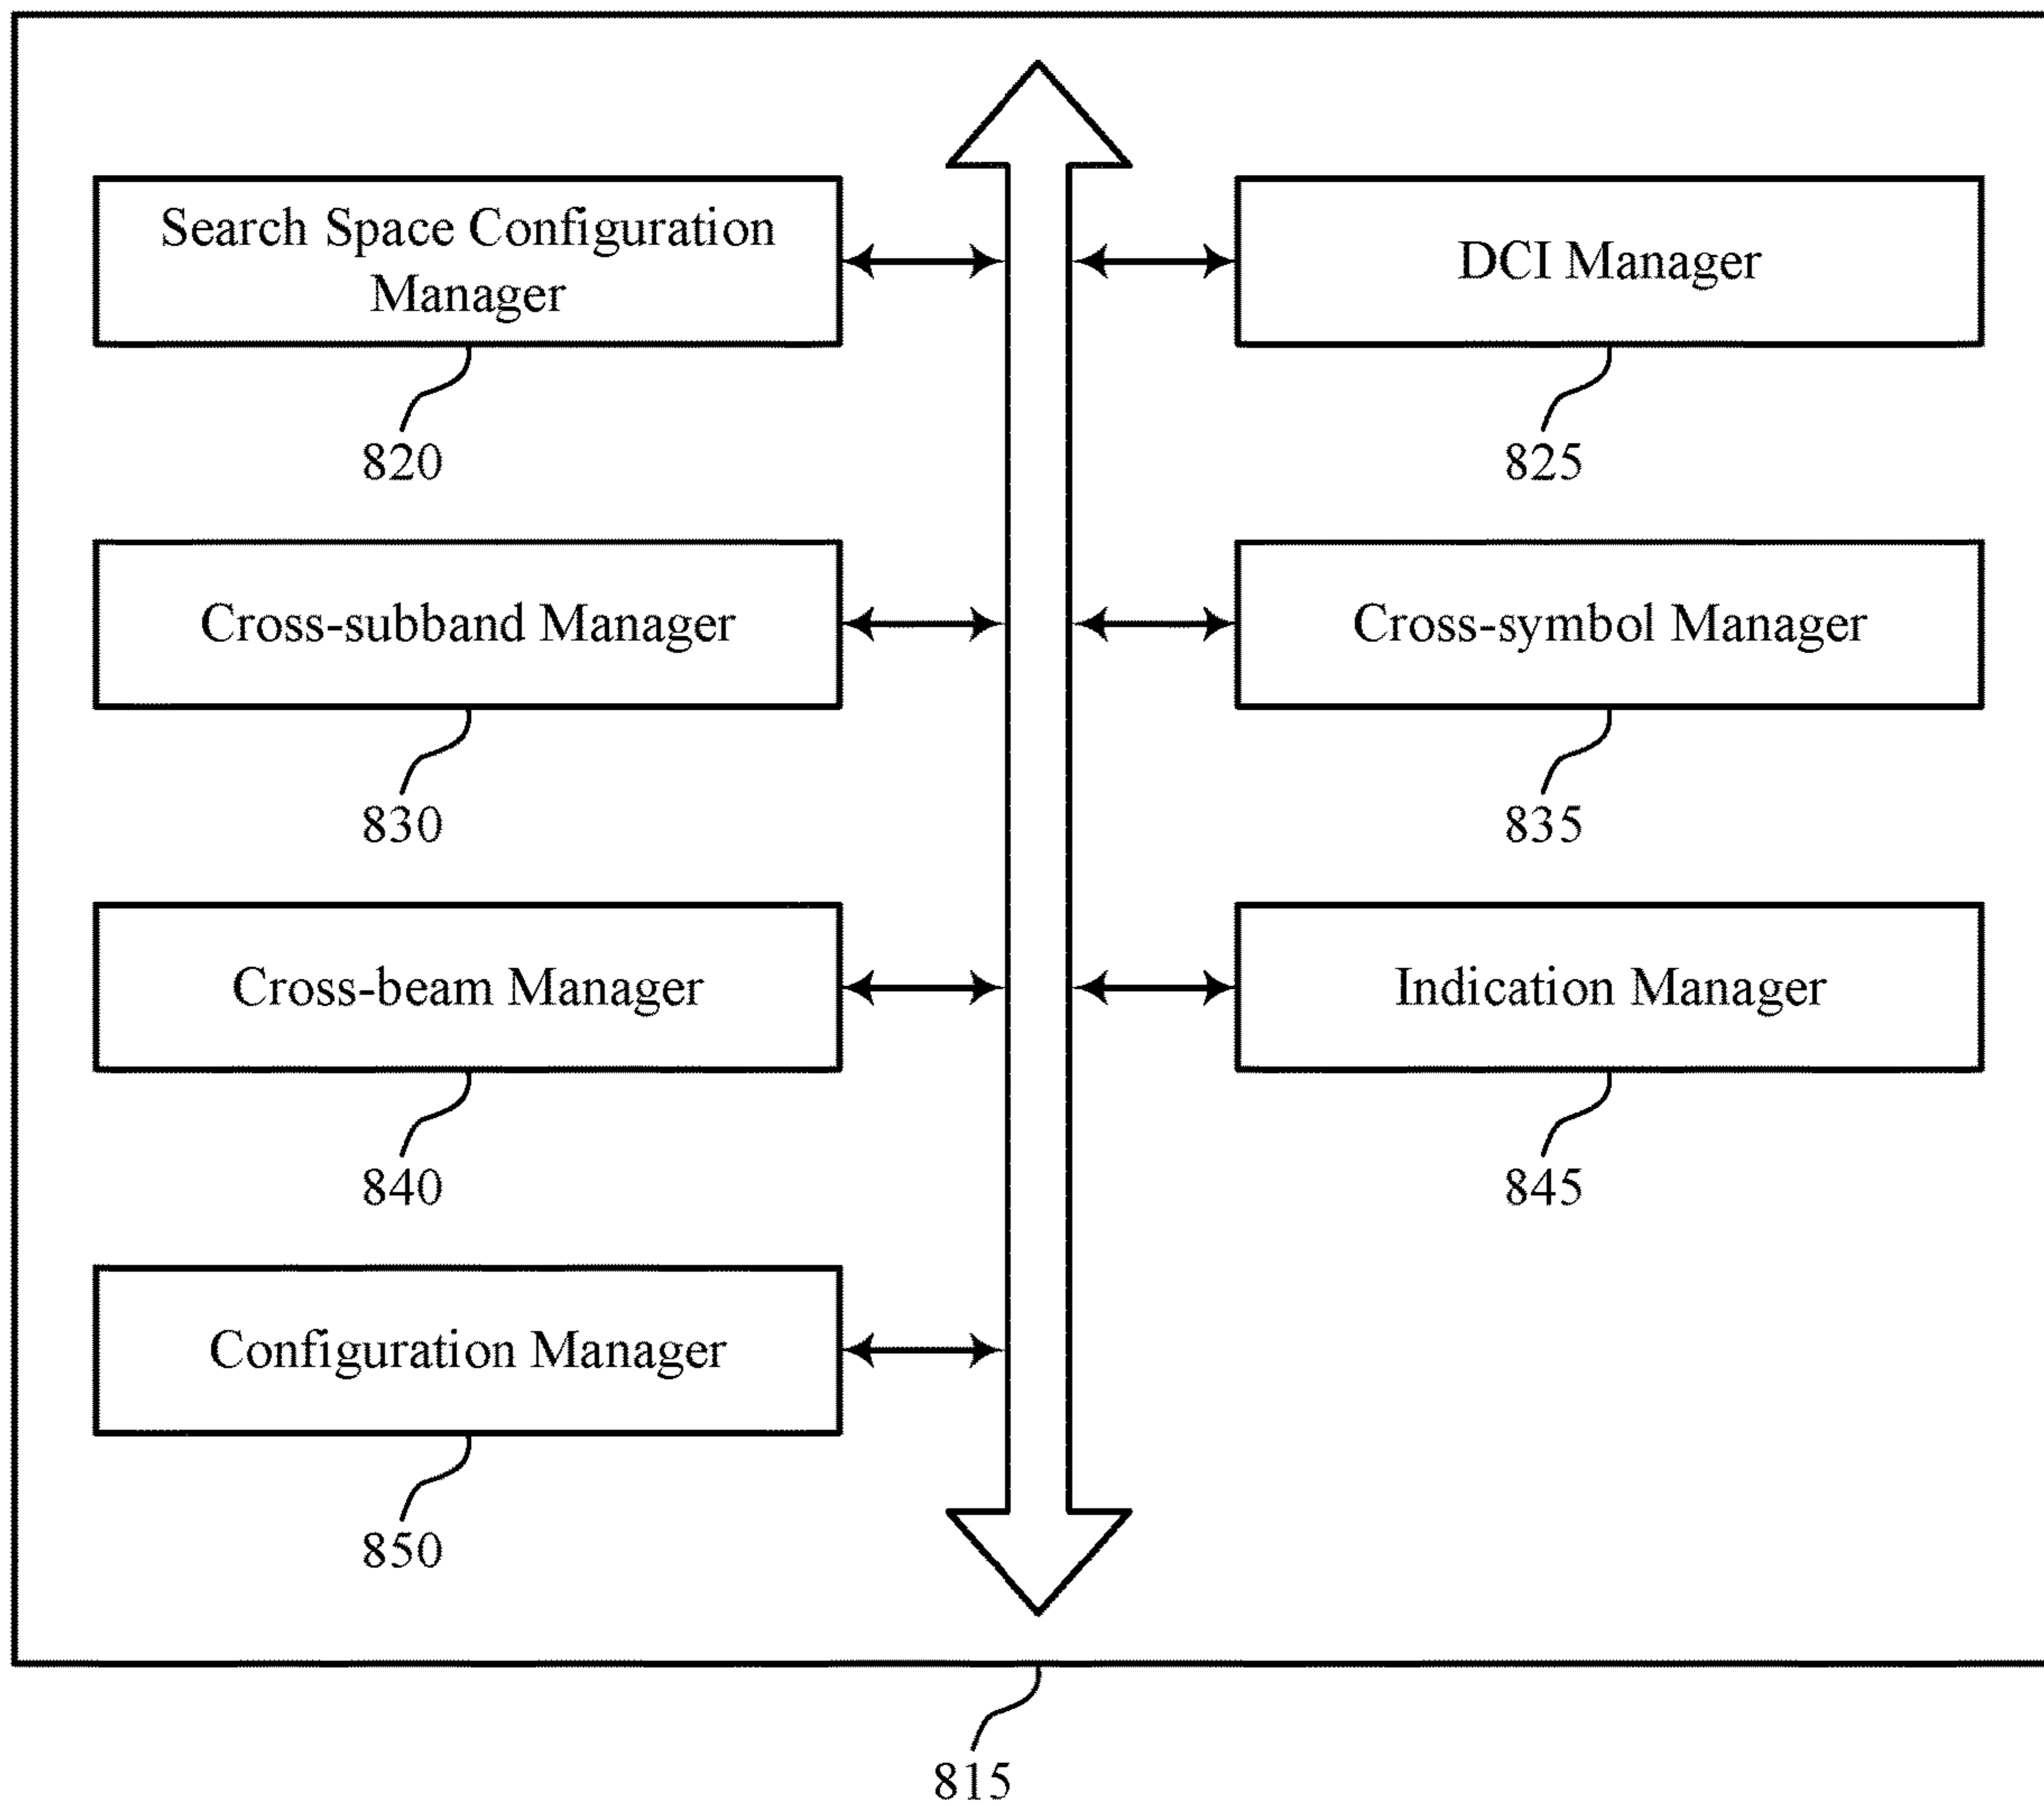 Search Space Configuration
Manager
820
DCI Manager
825
Cross-subband Manager
830
Cross-symbol Manager
835
Cross-beam Manager
840
Indication Manager
845
Configuration Manager
850
815